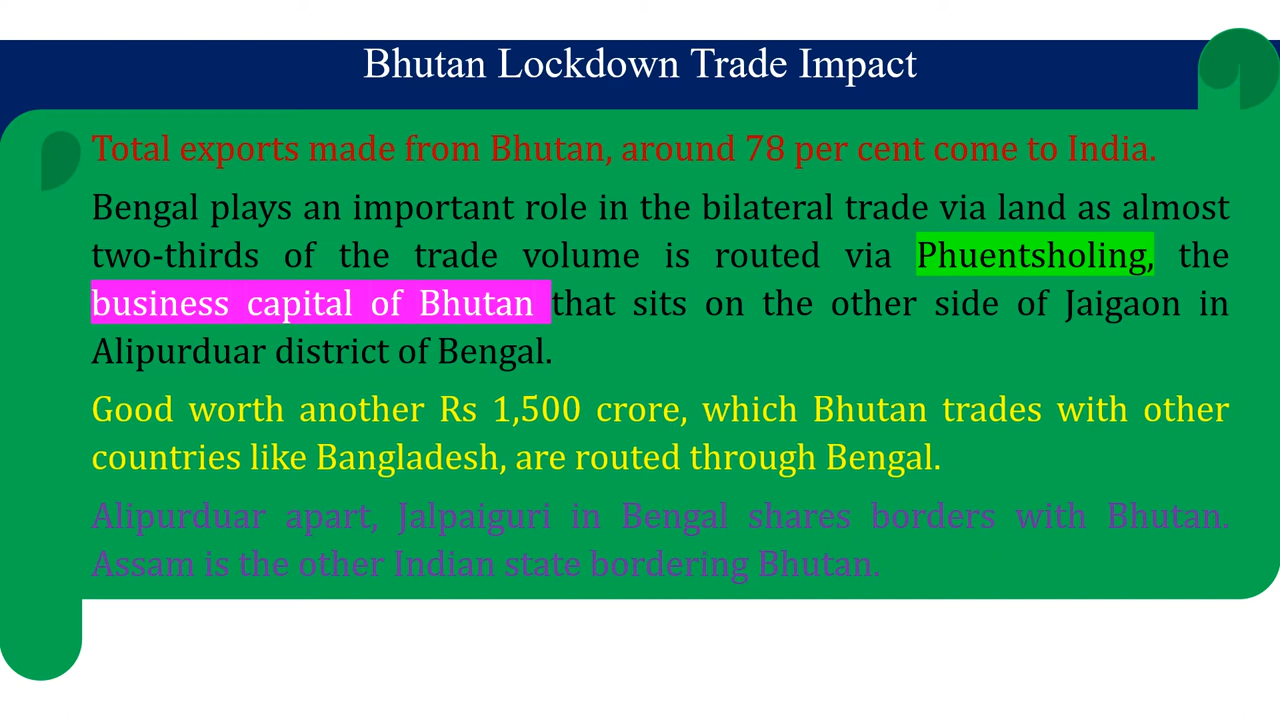 Bhutan Lockdown Trade Impact
Total exports made from Bhutan, around 78 per cent come to India.
Bengal plays an important role in the bilateral trade via land as almost
two-thirds of the trade volume is routed via Phuentsholing, the
business capital of Bhutan that sits on the other side of Jaigaon in
Alipurduar district of Bengal.
Good worth another Rs 1,500 crore, which Bhutan trades with other
countries like Bangladesh, are routed through Bengal.
Alipurduar apart, Jalpaiguri in Bengal shares borders with Bhutan.
Assam is the other Indian state bordering Bhutan.